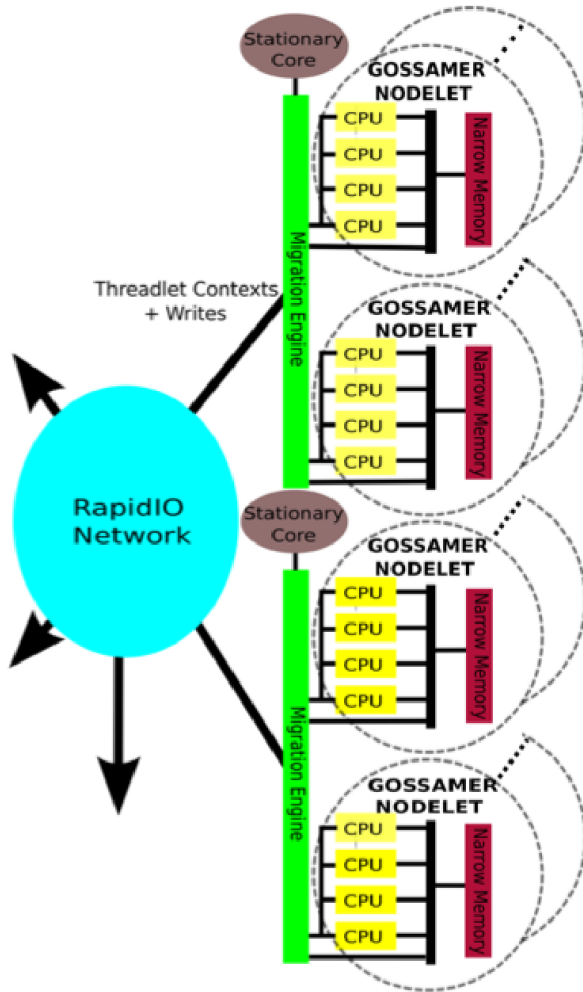 Stationary
Core
GOSSAMER
NODELET
CPU
CPU
CPU
CPU
Narrow Memory
Migration Engine
Threadlet Contexts
+ Writes
GOSSAMER
NODELET
CPU
CPU
CPU
CPU
Narrow Memory
RapidIO
Network
Stationary
Core
GOSSAMER
NODELET
CPU
CPU
CPU
CPU
Narrow Memory
Migration Engine
GOSSAMER
NODELET
CPU
CPU
CPU
CPU
Narrow Memory